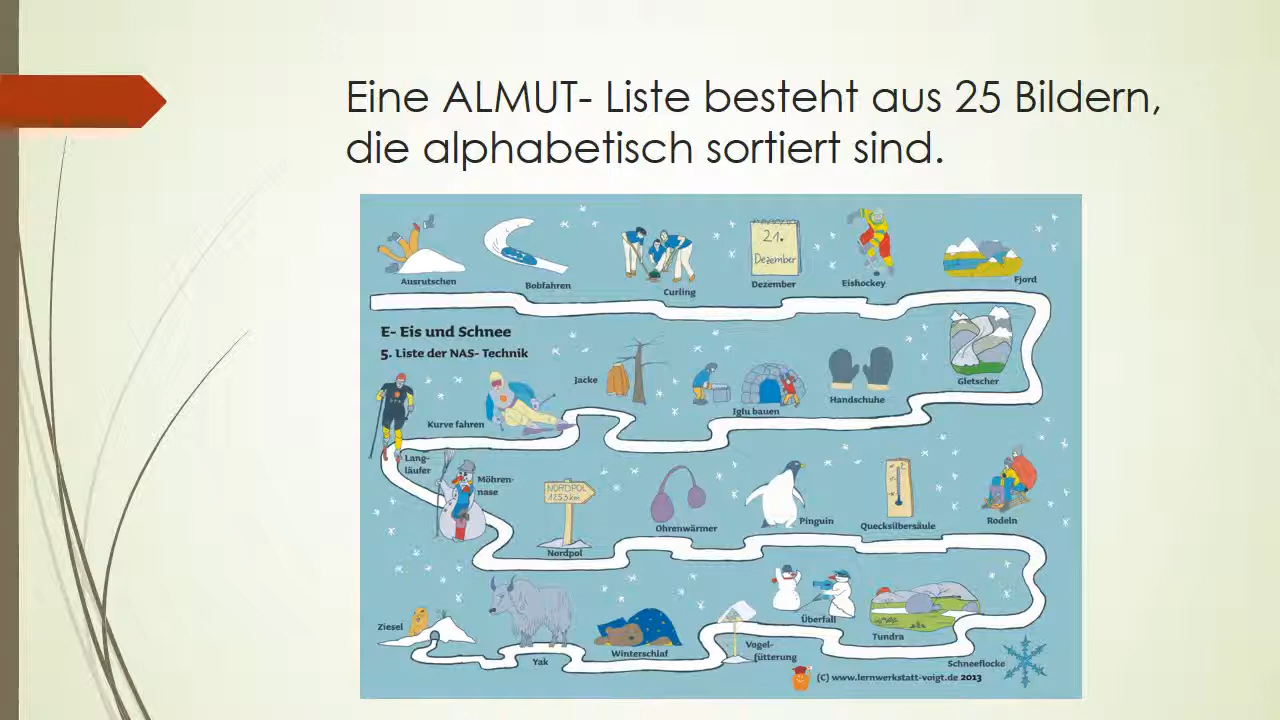 Eine ALMUT- Liste besteht aus 25 Bildern,
die alphabetisch sortiert sind.
Ausrutschen
Bobfahren
Curling
21.
Dezember
Dezember
Eishockey
Fjord
E- Eis und Schnee
5. Liste der NAS- Technik
Gletscher
Handschuhe
Iglu bauen
Jacke
Kurve fahren
Lang-
läufer
Möhren-
nase
NORDPOL
1253 km
Nordpol
Ohrenwärmer
Pinguin
Quecksilbersäule
Rodeln
Schneeflocke
Tundra
Überfall
Vogel-
fütterung
Winterschlaf
Yak
Ziesel
(C) www.lernwerkstatt-voigt.de 2013